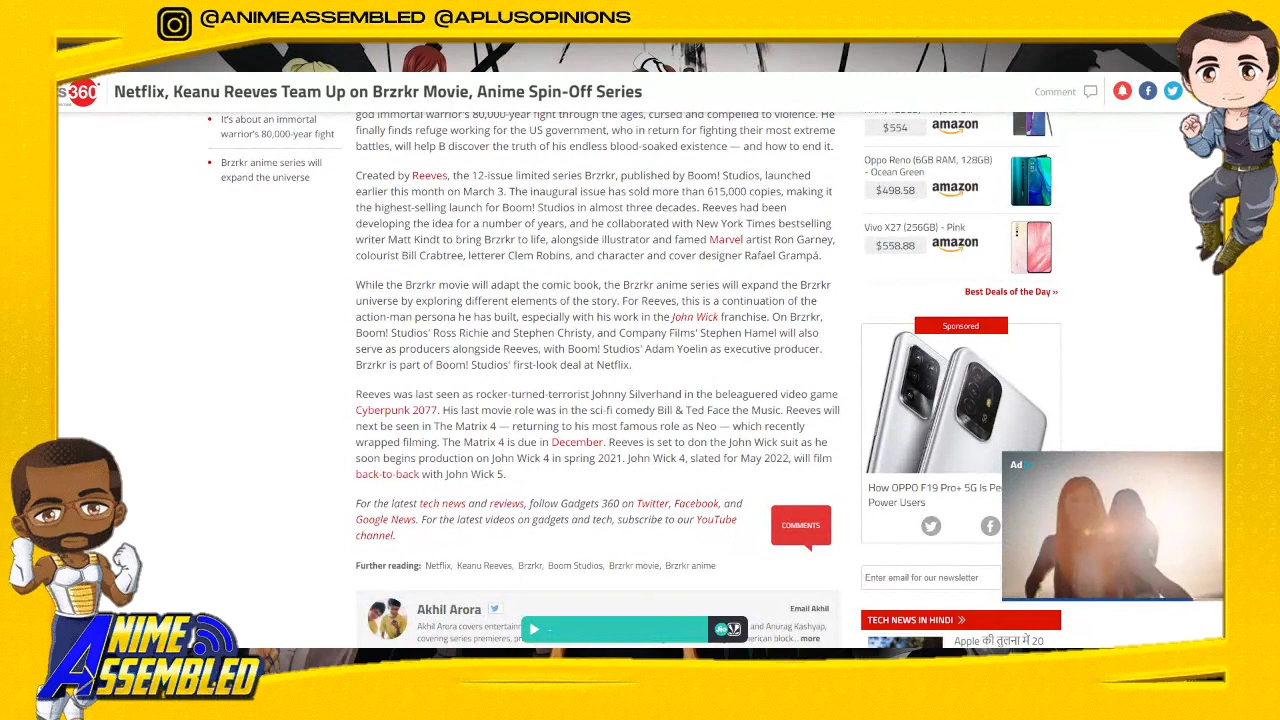 @ANIMEASSEMBLED @APLUSOPINIONS
S360
Netflix, Keanu Reeves Team Up on Brzrkr Movie, Anime Spin-Off Series
Comment
It's about an immortal
warrior's 80,000-year fight
Brzrkr anime series will
expand the universe
god immortal warrior's 80,000-year fight through the ages, cursed and compelled to violence. He
finally finds refuge working for the US government, who in return for fighting their most extreme
battles, will help B discover the truth of his endless blood-soaked existence — and how to end it.
Created by Reeves, the 12-issue limited series Brzrkr, published by Boom! Studios, launched
earlier this month on March 3. The inaugural issue has sold more than 615,000 copies, making it
the highest-selling launch for Boom! Studios in almost three decades. Reeves had been
developing the idea for a number of years, and he collaborated with New York Times bestselling
writer Matt Kindt to bring Brzrkr to life, alongside illustrator and famed Marvel artist Ron Garney,
colourist Bill Crabtree, letterer Clem Robins, and character and cover designer Rafael Grampá.
While the Brzrkr movie will adapt the comic book, the Brzrkr anime series will expand the Brzrkr
universe by exploring different elements of the story. For Reeves, this is a continuation of the
action-man persona he has built, especially with his work in the John Wick franchise. On Brzrkr,
Boom! Studios' Ross Richie and Stephen Christy, and Company Films' Stephen Hamel will also
serve as producers alongside Reeves, with Boom! Studios' Adam Yoelin as executive producer.
Brzrkr is part of Boom! Studios' first-look deal at Netflix.
Reeves was last seen as rocker-turned-terrorist Johnny Silverhand in the beleaguered video game
Cyberpunk 2077. His last movie role was in the sci-fi comedy Bill & Ted Face the Music. Reeves will
next be seen in The Matrix 4 — returning to his most famous role as Neo — which recently
wrapped filming. The Matrix 4 is due in December. Reeves is set to don the John Wick suit as he
soon begins production on John Wick 4 in spring 2021. John Wick 4, slated for May 2022, will film
back-to-back with John Wick 5.
For the latest tech news and reviews, follow Gadgets 360 on Twitter, Facebook, and
Google News. For the latest videos on gadgets and tech, subscribe to our YouTube
channel.
COMMENTS
Further reading: Netflix, Keanu Reeves, Brzrkr, Boom Studios, Brzrkr movie, Brzrkr anime
Akhil Arora
Email Akhil
Akhil Arora covers entertain
and Anurag Kashyap,
covering series premieres, pr
erican block... more
$554
amazon
Oppo Reno (6GB RAM, 128GB)
- Ocean Green
$498.58
amazon
Vivo X27 (256GB) - Pink
$558.88
amazon
Best Deals of the Day »
Sponsored
How OPPO F19 Pro+ 5G Is Pe
Power Users
Ad
Enter email for our newsletter
TECH NEWS IN HINDI
Apple की तुलना में 20
Jio
ANIME
ASSEMBLED